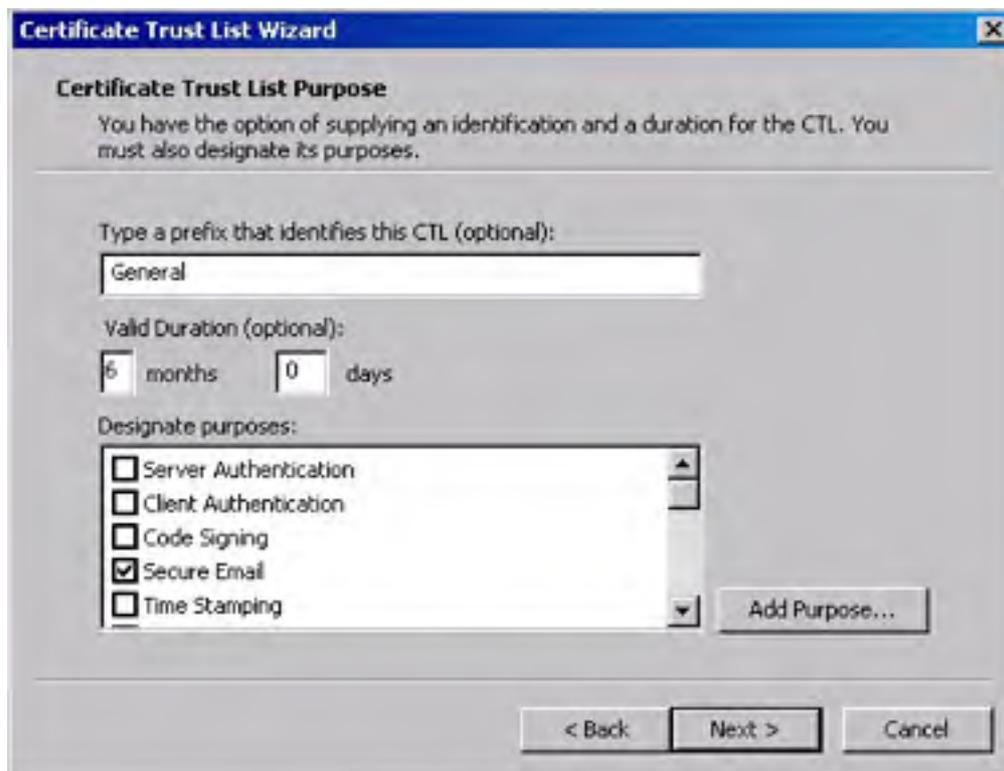 Certificate Trust List Wizard
Certificate Trust List Purpose
You have the option of supplying an identification and a duration for the CTL. You
must also designate its purposes.
Type a prefix that identifies this CTL (optional):
General
Valid Duration (optional):
6 months 0 days
Designate purposes:
Server Authentication
Client Authentication
Code Signing
Secure Email
Time Stamping
Add Purpose...
< Back Next > Cancel